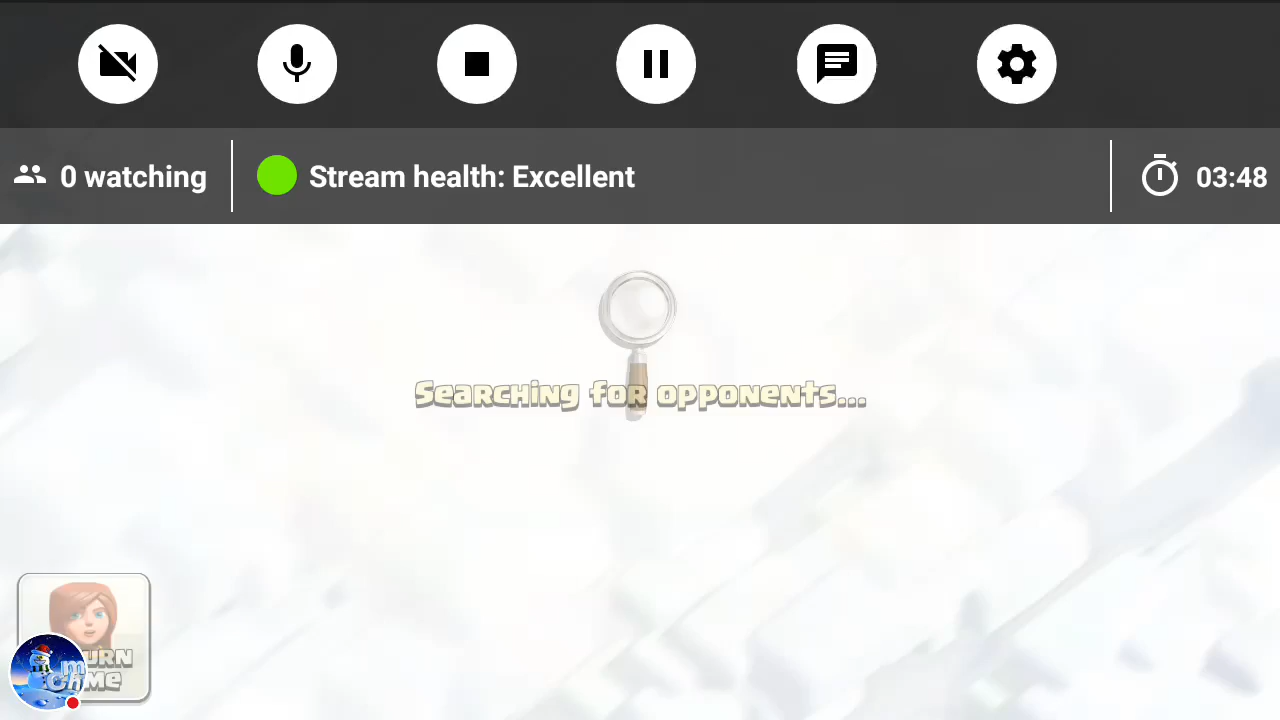 0 watching
Stream health: Excellent
03:48
Searching for opponents...